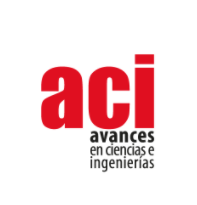 aci
avances
en ciencias e
ingenierías